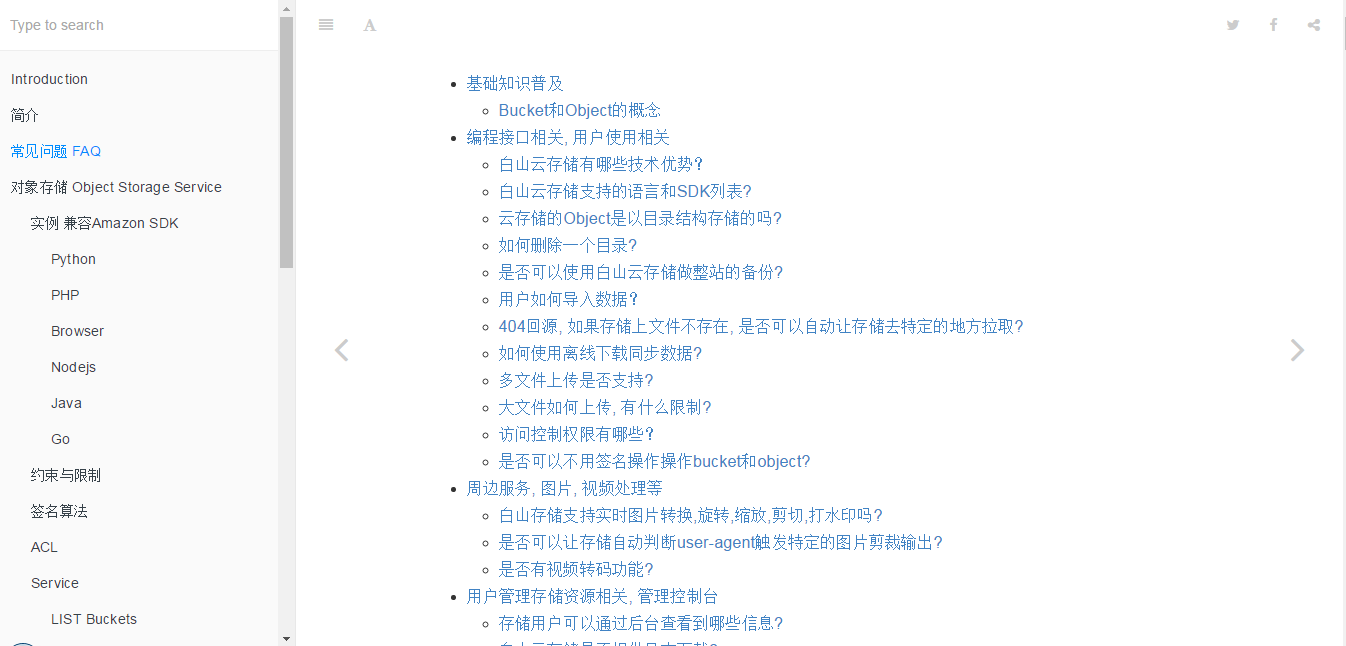 Type to search
A
Introduction
简介
常见问题 FAQ
对象存储 Object Storage Service
实例 兼容Amazon SDK
Python
PHP
Browser
Nodejs
Java
Go
约束与限制
签名算法
ACL
Service
LIST Buckets
基础知识普及
Bucket和Object的概念
编程接口相关, 用户使用相关
白山云存储有哪些技术优势?
白山云存储支持的语言和SDK列表?
云存储的Object是以目录结构存储的吗?
如何删除一个目录?
是否可以使用白山云存储做整站的备份?
用户如何导入数据?
404回源, 如果存储上文件不存在, 是否可以自动让存储去特定的地方拉取?
如何使用离线下载同步数据?
多文件上传是否支持?
大文件如何上传, 有什么限制?
访问控制权限有哪些?
是否可以不用签名操作操作bucket和object?
周边服务, 图片, 视频处理等
白山存储支持实时图片转换,旋转,缩放,剪切,打水印吗?
是否可以让存储自动判断user-agent触发特定的图片剪裁输出?
是否有视频转码功能?
用户管理存储资源相关, 管理控制台
存储用户可以通过后台查看到哪些信息?